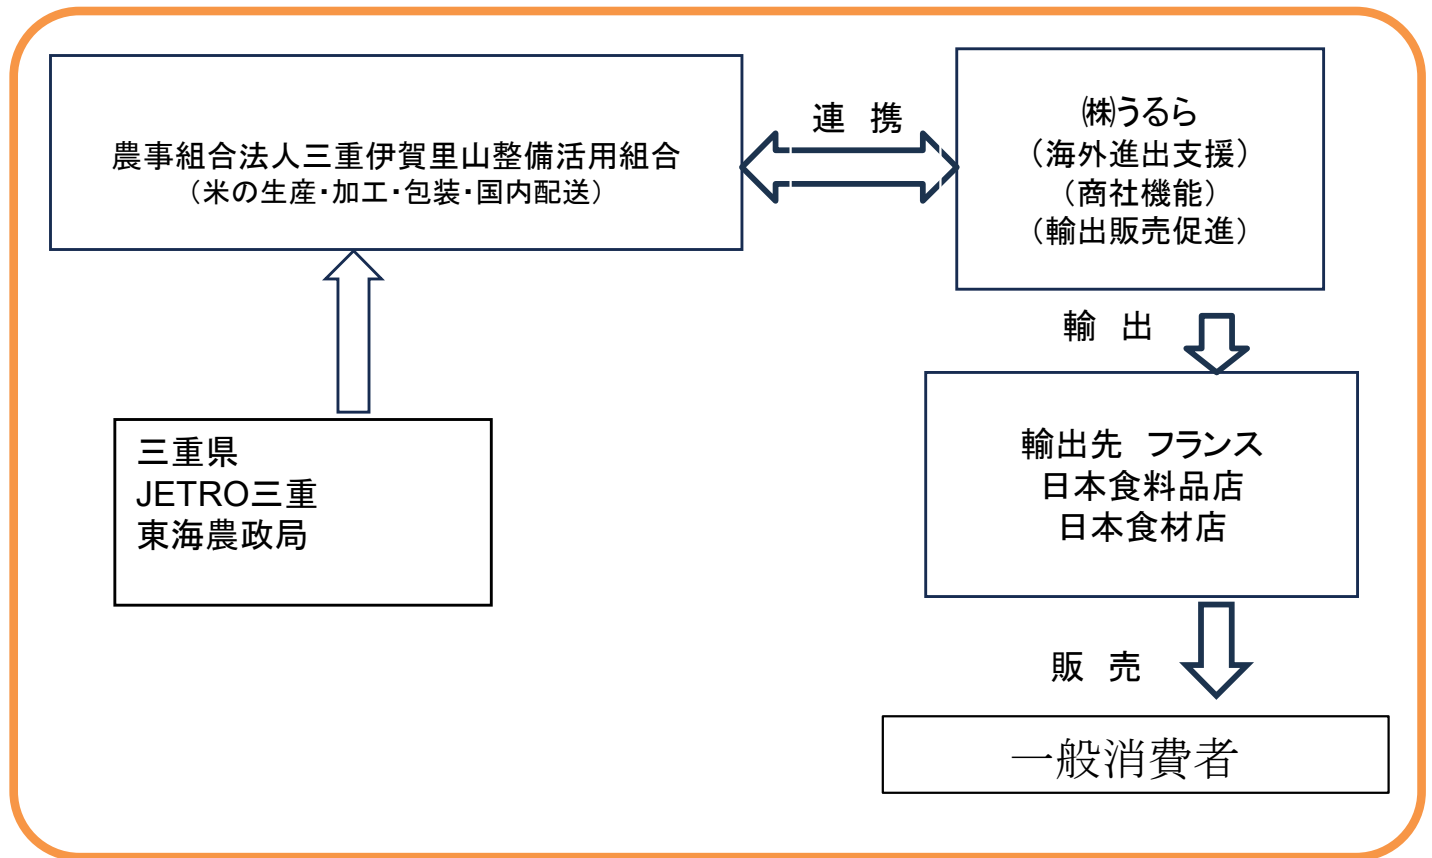 農事組合法人三重伊賀里山整備活用組合
（米の生産・加工・包装・国内配送）
連　携
㈱うるら
（海外進出支援）
（商社機能）
（輸出販売促進）
輸　出
三重県
JETRO三重
東海農政局
輸出先　フランス
日本食料品店
日本食材店
販　売
一般消費者